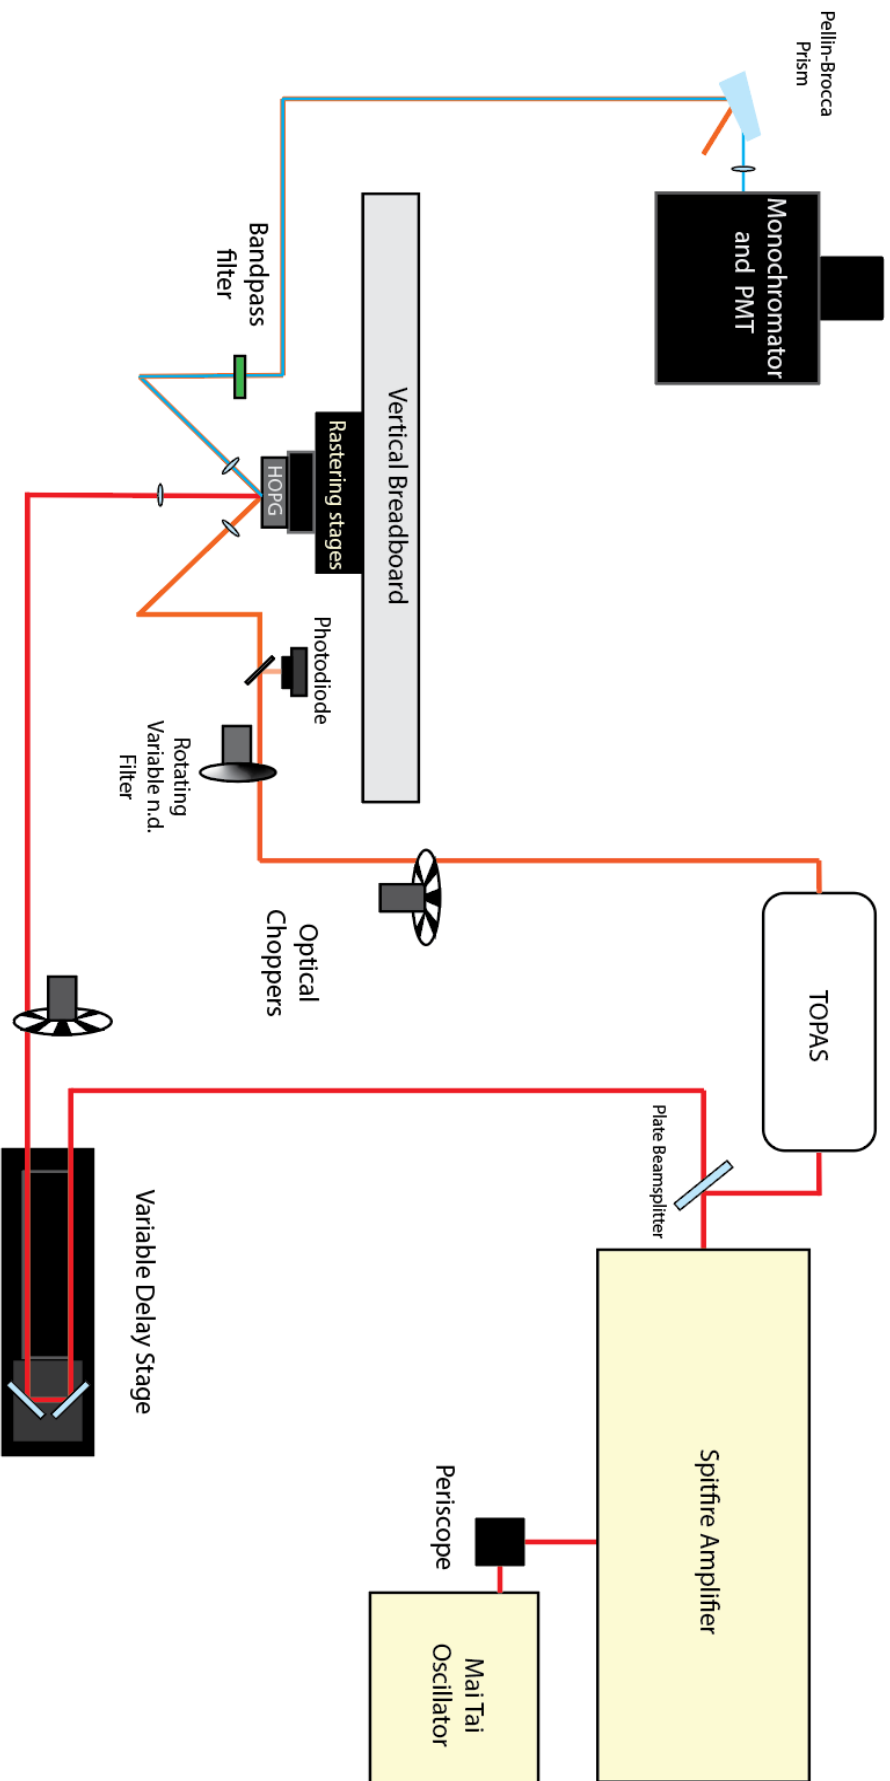 Pellin-Brocca
Prism
Monochromator
and PMT
Bandpass
filter
Vertical Breadboard
Rastering stages
HOPG
Photodiode
Rotating
Variable n.d.
Filter
Optical
Choppers
TOPAS
Plate Beamsplitter
Variable Delay Stage
Spitfire Amplifier
Periscope
Mai Tai
Oscillator